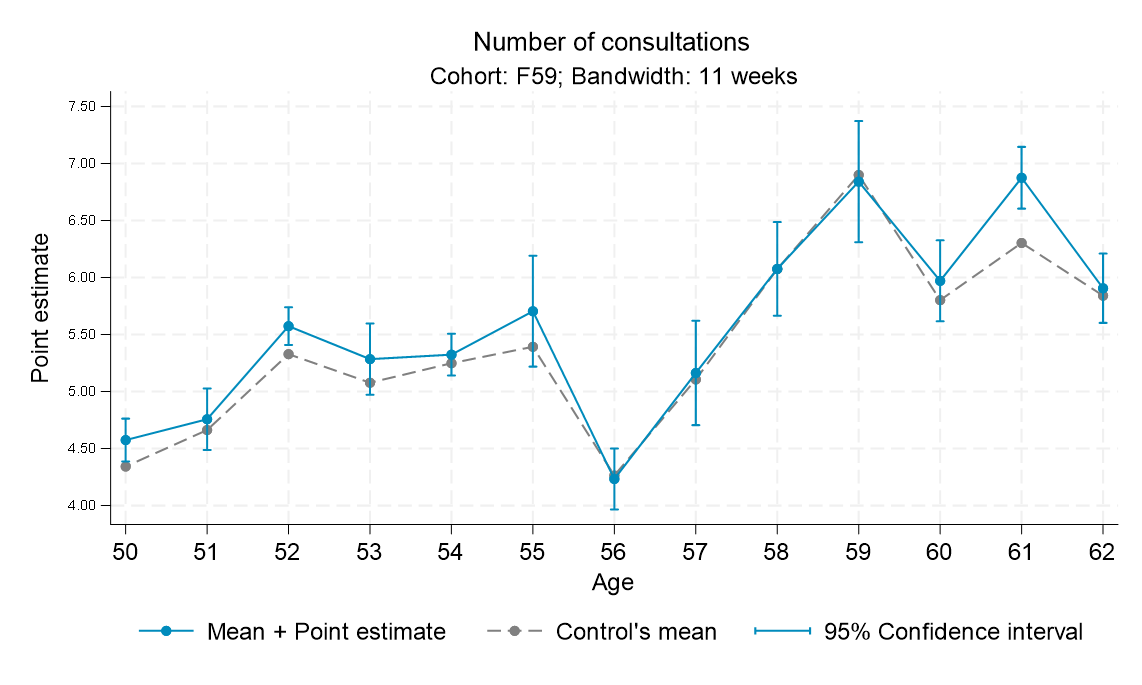 Number of consultations
Cohort: F59; Bandwidth: 11 weeks
Point estimate
7.50
7.00
6.50
6.00
5.50
5.00
4.50
4.00
50 51 52 53 54 55 56 57 58 59 60 61 62
Age
Mean + Point estimate Control's mean 95% Confidence interval